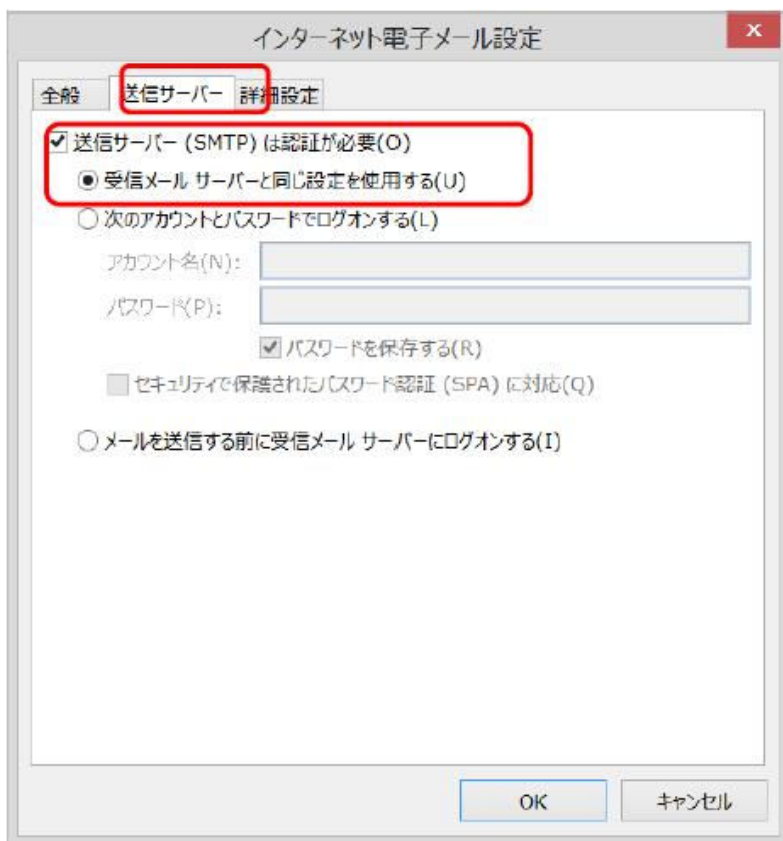 インターネット電子メール設定
全般 送信サーバー 詳細設定
送信サーバー (SMTP) は認証が必要(O)
受信メール サーバーと同じ設定を使用する(U)
次のアカウントとパスワードでログオンする(L)
アカウント名(N):
パスワード(P):
パスワードを保存する(R)
セキュリティで保護されたパスワード認証 (SPA) に対応(Q)
メールを送信する前に受信メール サーバーにログオンする(I)
OK キャンセル